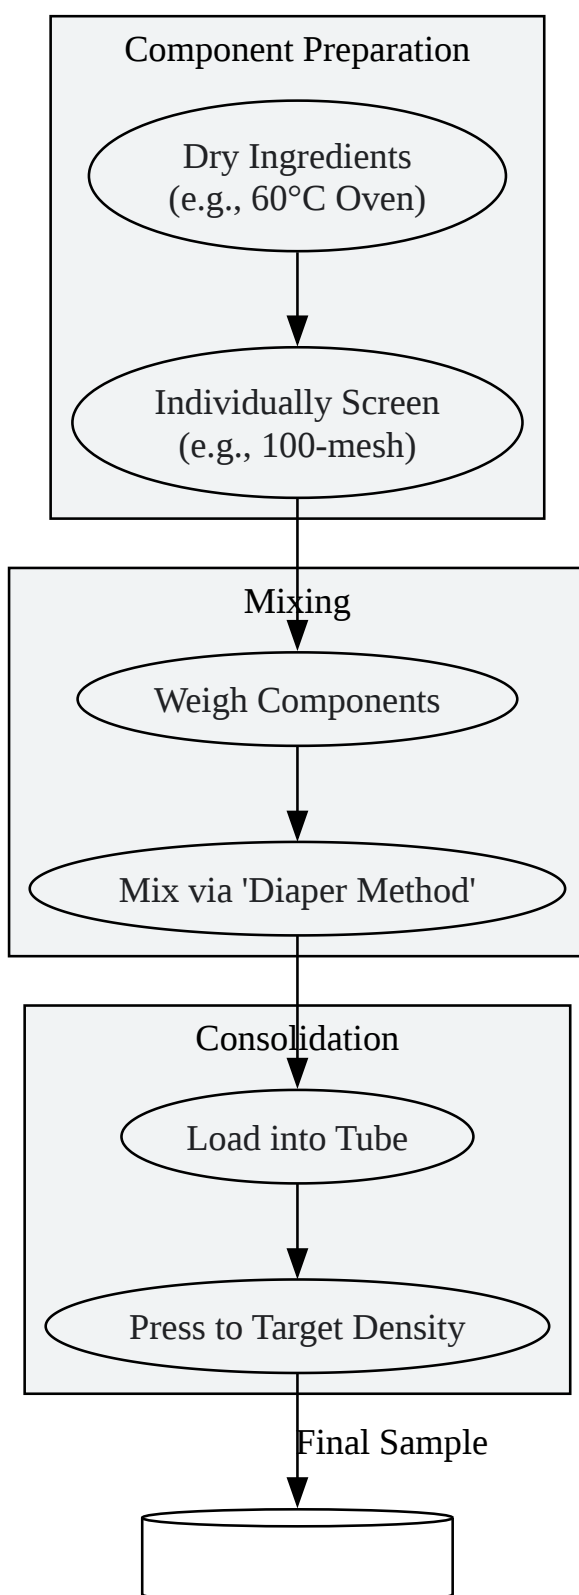 Component Preparation
Dry Ingredients
(e.g., 60°C Oven)
Individually Screen
(e.g., 100-mesh)
Mixing
Weigh Components
Mix via 'Diaper Method'
Consolidation
Load into Tube
Press to Target Density
Final Sample